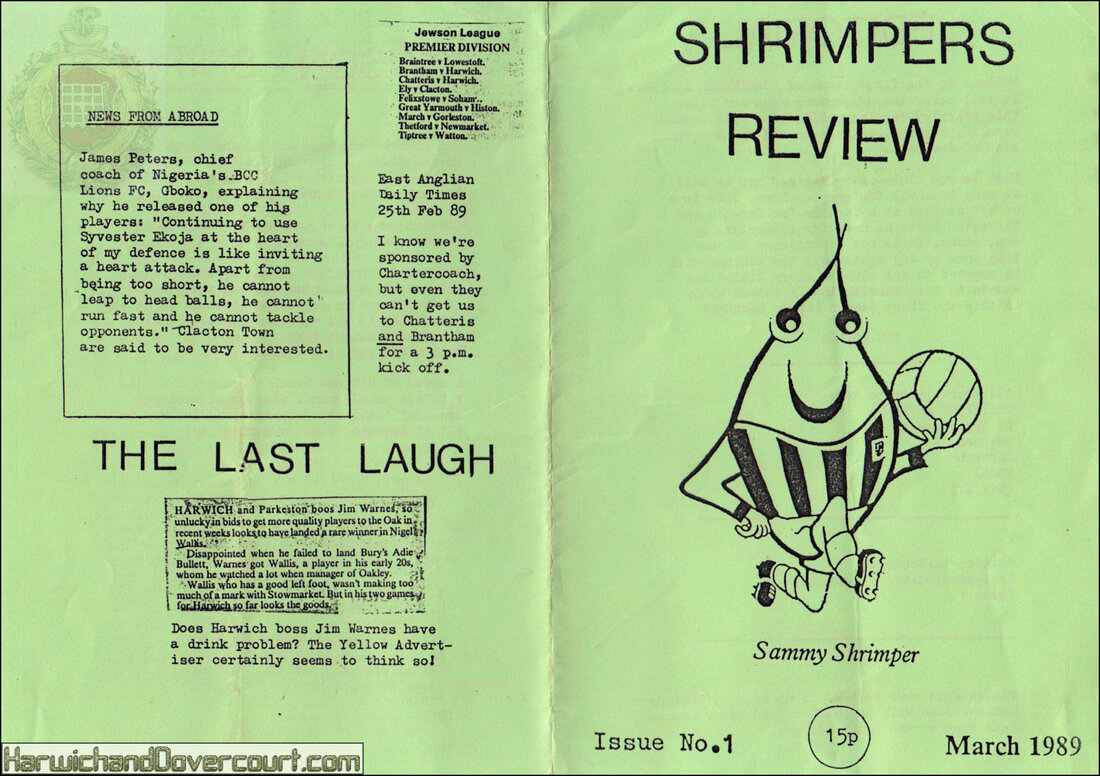 NEWS FROM ABROAD
James Peters, chief
coach of Nigeria's BCC
Lions FC, Gboko, explaining
why he released one of his
players: "Continuing to use
Syvester Ekoja at the heart
of my defence is like inviting
a heart attack. Apart from
being too short, he cannot
leap to head balls, he cannot
run fast and he cannot tackle
opponents." Clacton Town
are said to be very interested.
Jewson League
PREMIER DIVISION
Braintree v Lowestoft.
Brantham v Harwich.
Chatteris v Harwich.
Ely v Clacton.
Felixstowe v Soham.
Great Yarmouth v Histon.
March v Gorleston.
Thetford v Newmarket.
Tiptree v Watton.
East Anglian
Daily Times
25th Feb 89
I know we're
sponsored by
Chartercoach,
but even they
can't get us
to Chatteris
and Brantham
for a 3 p.m.
kick off.
THE LAST LAUGH
HARWICH and Parkeston boos Jim Warnes, so
unlucky in bids to get more quality players to the Oak in
recent weeks looks to have landed a rare winner in Nigel
Wallis.
Disappointed when he failed to land Bury's Adie
Bullett, Warnes got Wallis, a player in his early 20s,
whom he watched a lot when manager of Oakley.
Wallis who has a good left foot, wasn't making too
much of a mark with Stowmarket. But in his two games
for Harwich so far looks the goods.
Does Harwich boss Jim Warnes have
a drink problem? The Yellow Advert-
iser certainly seems to think so!
HarwichandDovercourt.com
SHRIMPERS
REVIEW
Sammy Shrimper
Issue No.1
15p
March 1989